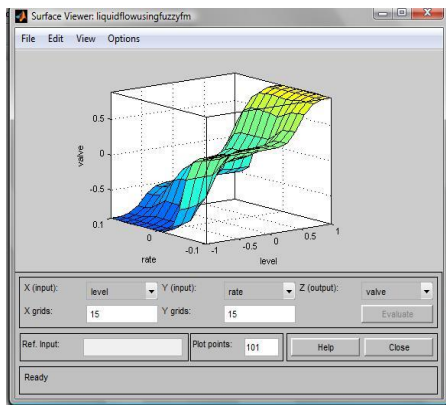 Surface Viewer: liquidflowusingfuzzyfm
File Edit View Options
0.5
0
-0.5
valve
0.1
0
-0.1
rate
-1
-0.5
0
0.5
1
level
X (input): level Y (input): rate Z (output): valve
X grids: 15 Y grids: 15 Evaluate
Ref. Input: Plot points: 101 Help Close
Ready